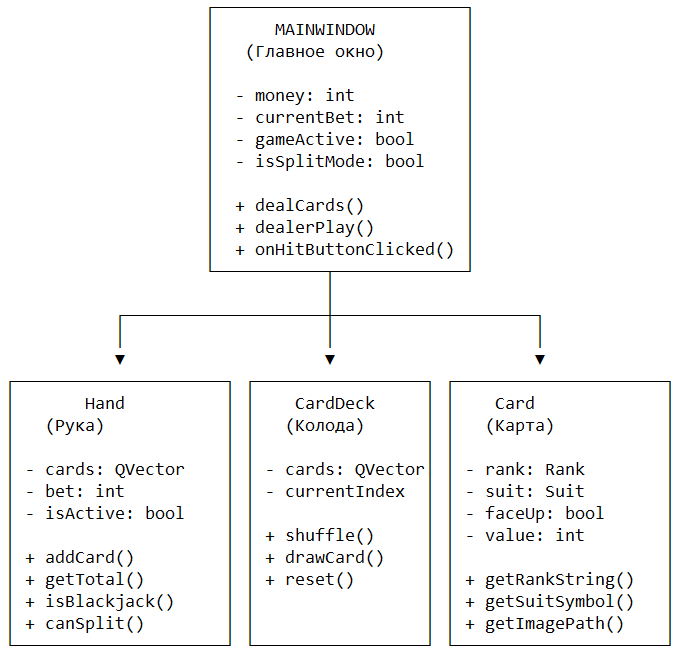 MAINWINDOW
(Главное окно)
- money: int
- currentBet: int
- gameActive: bool
- isSplitMode: bool
+ dealCards()
+ dealerPlay()
+ onHitButtonClicked()
Hand
(Рука)
- cards: QVector
- bet: int
- isActive: bool
+ addCard()
+ getTotal()
+ isBlackjack()
+ canSplit()
CardDeck
(Колода)
- cards: QVector
- currentIndex
+ shuffle()
+ drawCard()
+ reset()
Card
(Карта)
- rank: Rank
- suit: Suit
- faceUp: bool
- value: int
+ getRankString()
+ getSuitSymbol()
+ getImagePath()